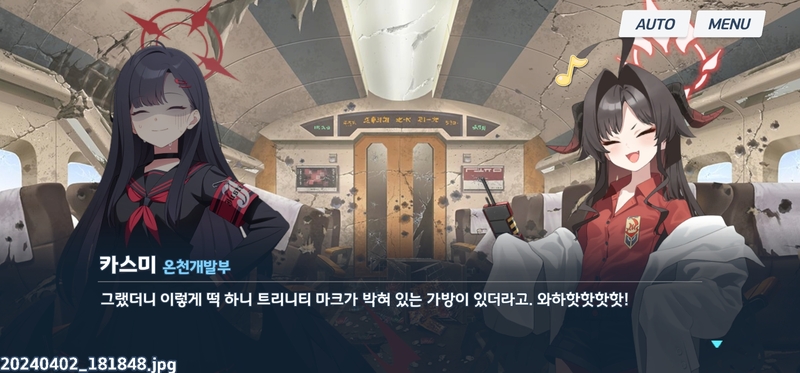 AUTO
MENU
카스미 온천개발부
그랬더니 이렇게 떡 하니 트리니티 마크가 박혀 있는 가방이 있더라고. 와하핫핫핫핫!
20240402_181848.jpg